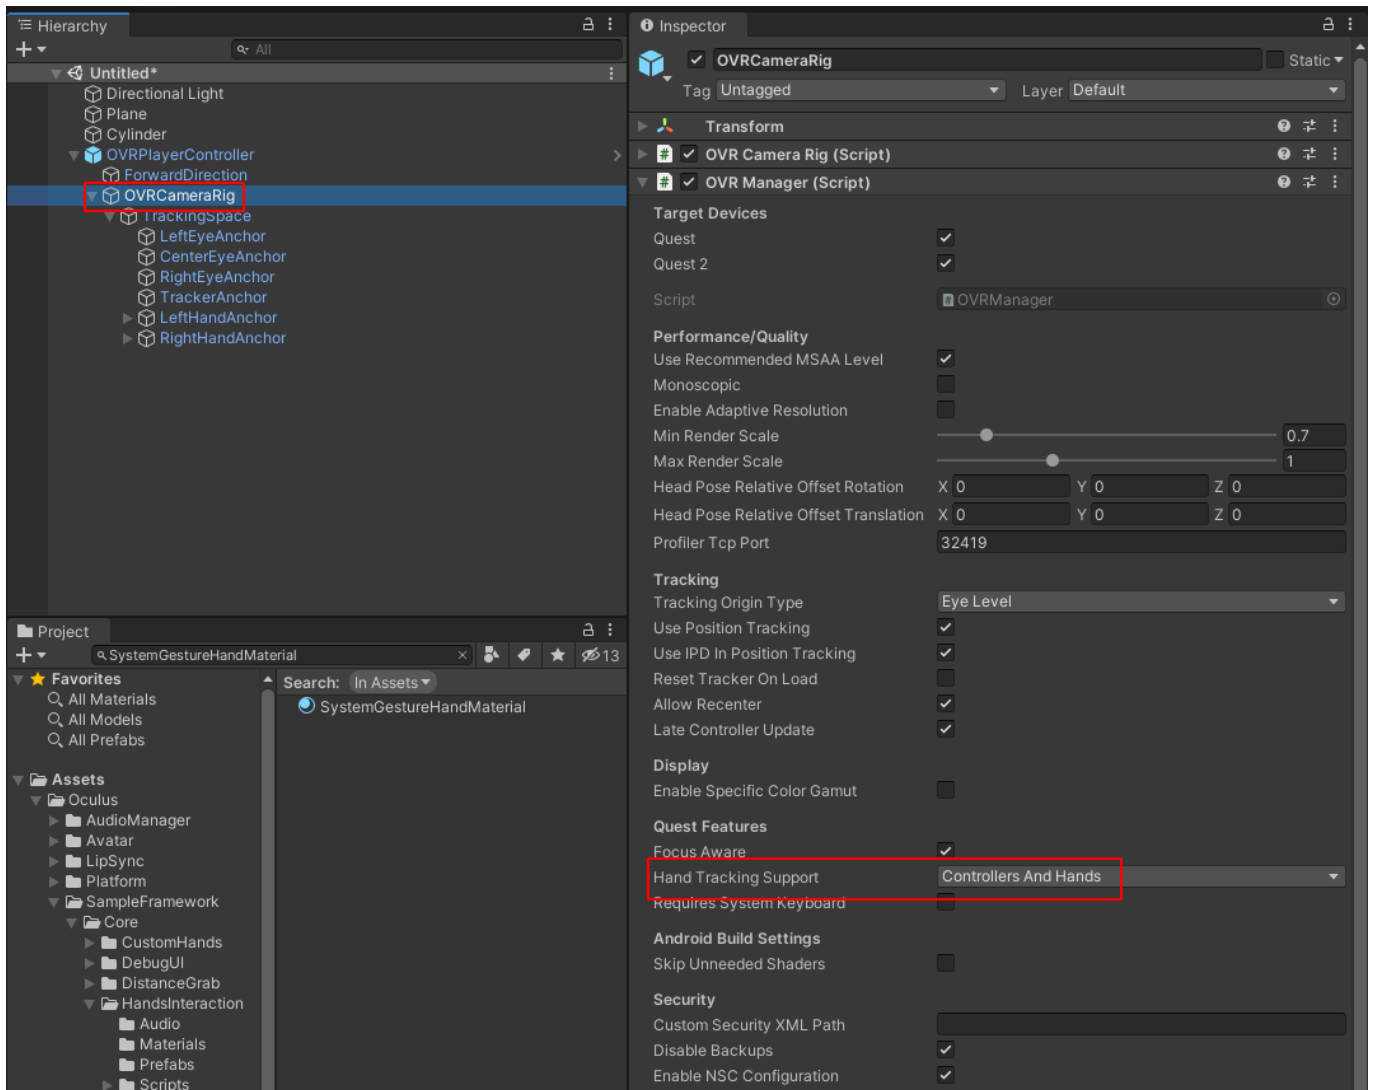 Hierarchy
All
Untitled*
Directional Light
Plane
Cylinder
OVRPlayerController
ForwardDirection
OVRCameraRig
TrackingSpace
LeftEyeAnchor
CenterEyeAnchor
RightEyeAnchor
TrackerAnchor
LeftHandAnchor
RightHandAnchor
Project
SystemGestureHandMaterial
13
Favorites
All Materials
All Models
All Prefabs
Assets
Oculus
AudioManager
Avatar
LipSync
Platform
SampleFramework
Core
CustomHands
DebugUI
DistanceGrab
HandsInteraction
Audio
Materials
Prefabs
Scripts
Search: In Assets
SystemGestureHandMaterial
Inspector
OVRCameraRig Static
Tag Untagged Layer Default
Transform
# OVR Camera Rig (Script)
# OVR Manager (Script)
Target Devices
Quest
Quest 2
Script OVRManager
Performance/Quality
Use Recommended MSAA Level
Monoscopic
Enable Adaptive Resolution
Min Render Scale 0.7
Max Render Scale 1
Head Pose Relative Offset Rotation X 0 Y 0 Z 0
Head Pose Relative Offset Translation X 0 Y 0 Z 0
Profiler Tcp Port 32419
Tracking
Tracking Origin Type Eye Level
Use Position Tracking
Use IPD In Position Tracking
Reset Tracker On Load
Allow Recenter
Late Controller Update
Display
Enable Specific Color Gamut
Quest Features
Focus Aware
Hand Tracking Support Controllers And Hands
Requires System Keyboard
Android Build Settings
Skip Unneeded Shaders
Security
Custom Security XML Path
Disable Backups
Enable NSC Configuration